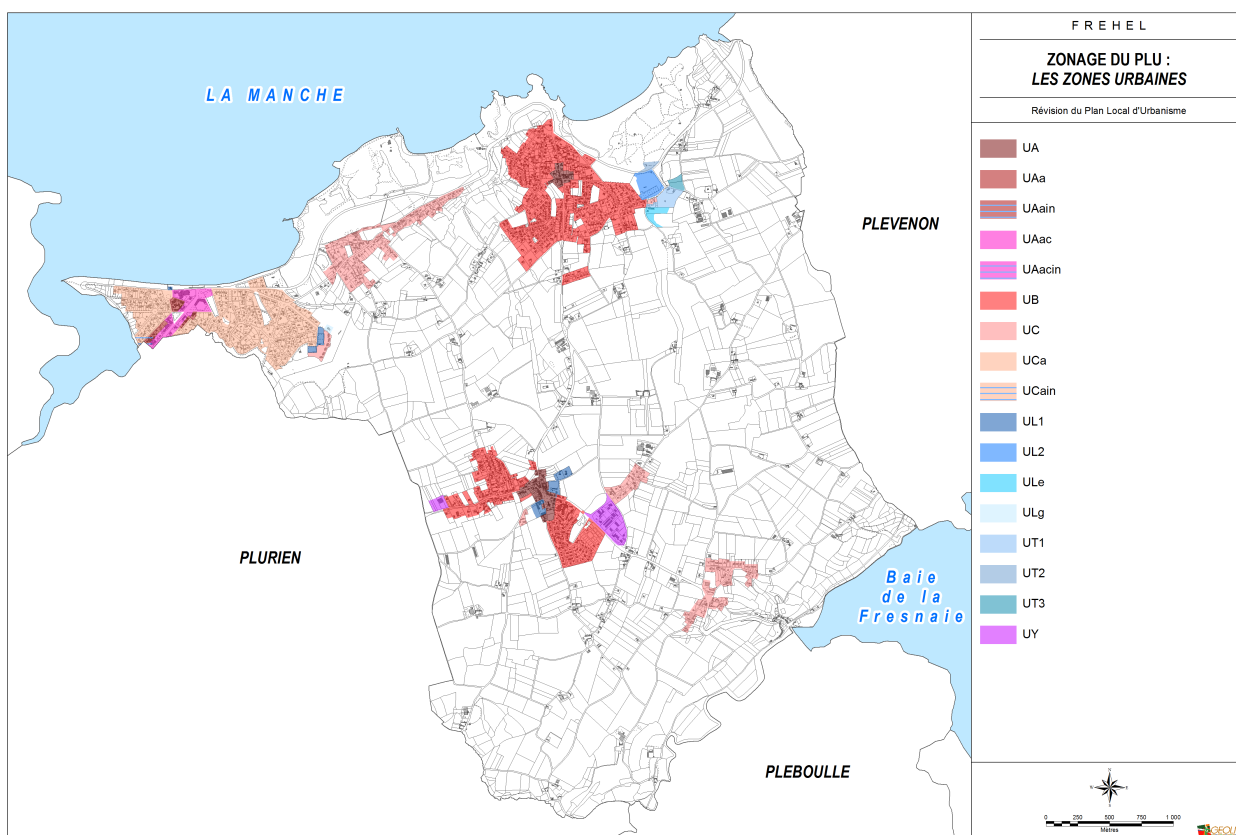 FREHEL
ZONAGE DU PLU :
LES ZONES URBAINES
Révision du Plan Local d'Urbanisme
LA MANCHE
PLEVENON
PLURIEN
Baie
de la
Fresnaie
PLEBOULLE
UA
UAa
UAain
UAac
UAacin
UB
UC
UCa
UCain
UL1
UL2
ULe
ULg
UT1
UT2
UT3
UY
N
0 250 500 750 1 000
Mètres